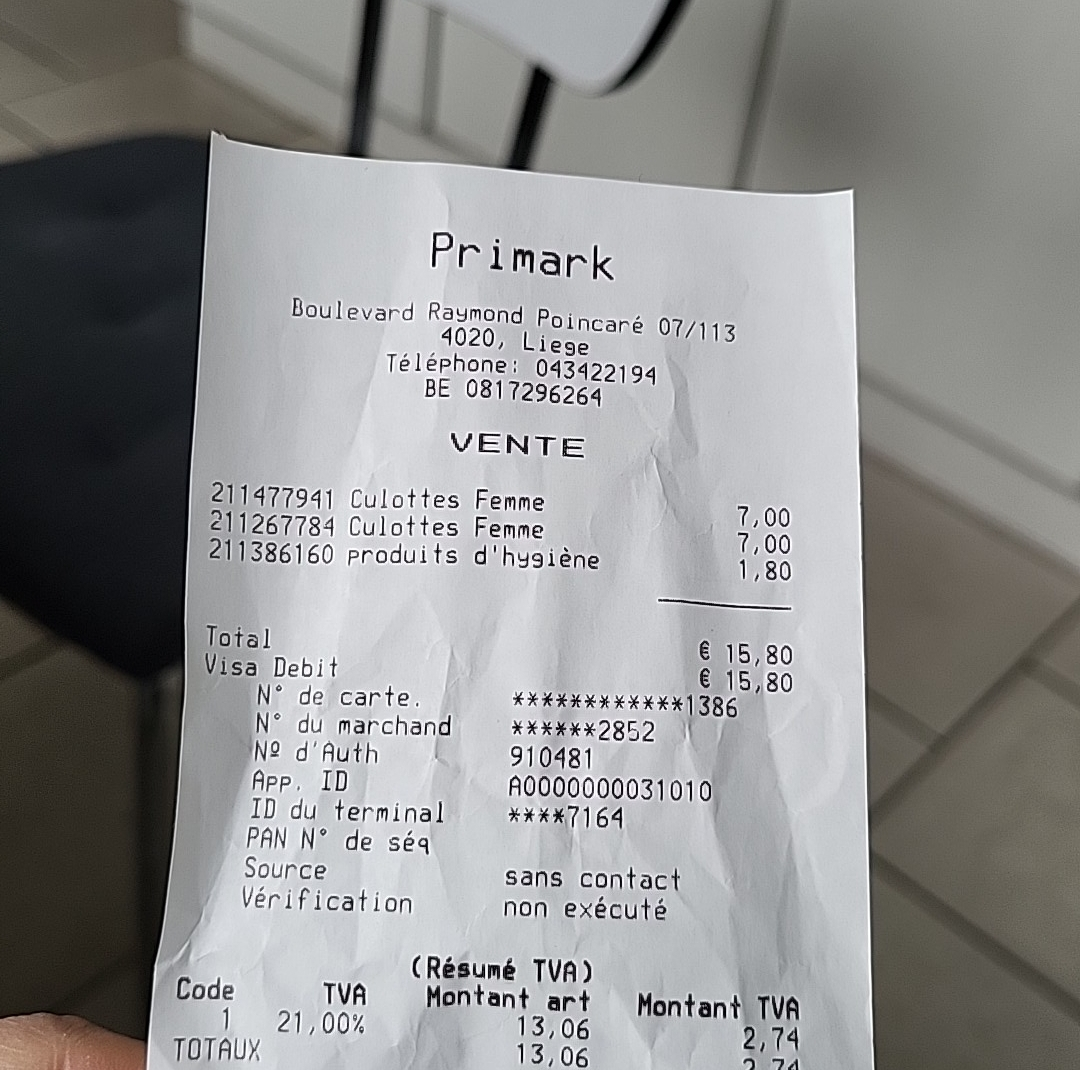 Primark
Boulevard Raymond Poincaré 07/113
4020, Liege
Téléphone: 043422194
BE 0817296264
VENTE
211477941 Culottes Femme 7,00
211267784 Culottes Femme 7,00
211386160 produits d'hygiène 1,80
Total € 15,80
Visa Debit € 15,80
N° de carte. ************1386
N° du marchand ******2852
Nº d'Auth 910481
App. ID A0000000031010
ID du terminal ****7164
PAN N° de séq
Source sans contact
Vérification non exécuté
(Résumé TVA)
Code TVA Montant art Montant TVA
1 21,00% 13,06 2,74
TOTAUX 13,06 2,74